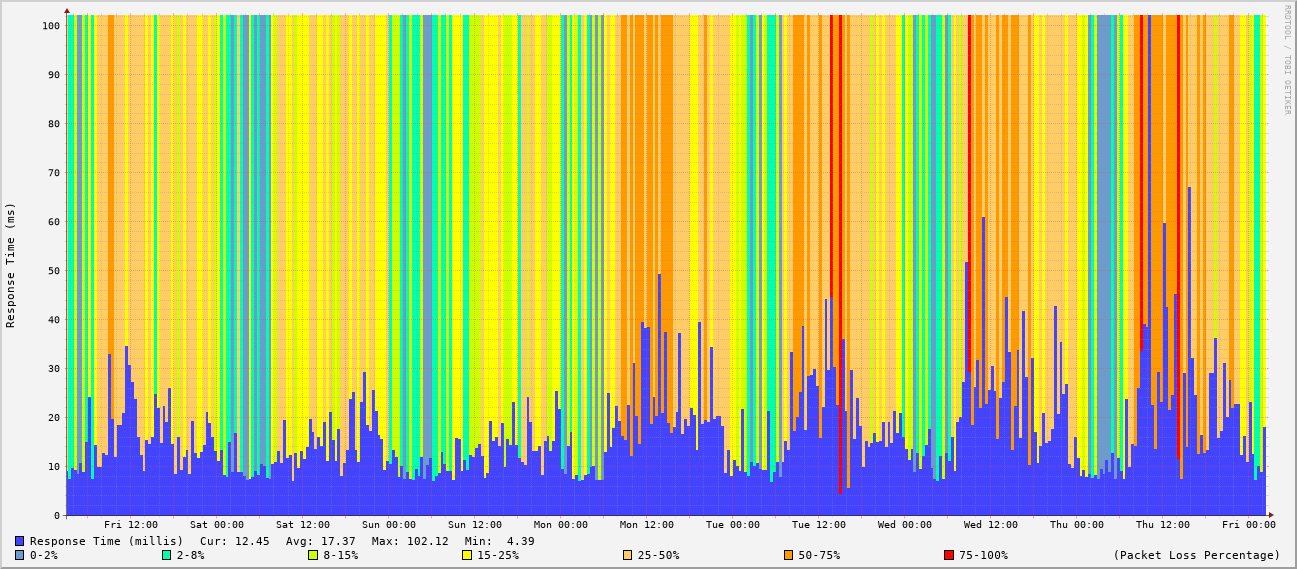 RRDTOOL / TOBI OETIKER
Response Time (ms)
100
90
80
70
60
50
40
30
20
10
0
Fri 12:00 Sat 00:00 Sat 12:00 Sun 00:00 Sun 12:00 Mon 00:00 Mon 12:00 Tue 00:00 Tue 12:00 Wed 00:00 Wed 12:00 Thu 00:00 Thu 12:00 Fri 00:00
Response Time (millis) Cur: 12.45 Avg: 17.37 Max: 102.12 Min: 4.39
0-2% 2-8% 8-15% 15-25% 25-50% 50-75% 75-100% (Packet Loss Percentage)